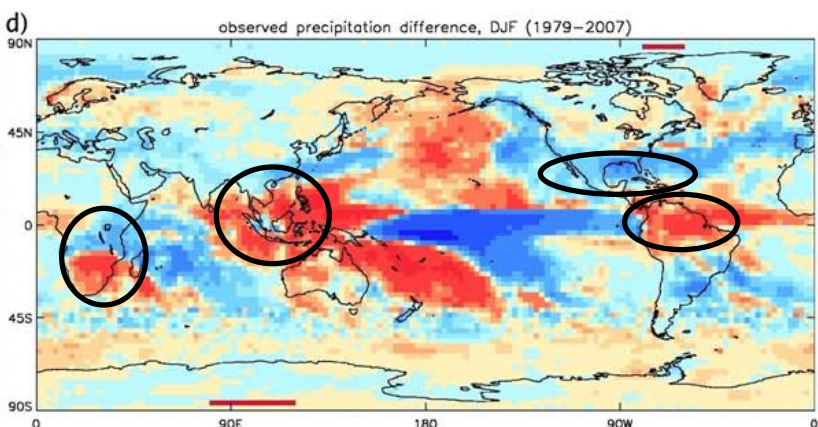 d)
observed precipitation difference, DJF (1979-2007)
90N
45N
0
45S
90S
0
90E
180
90W
0